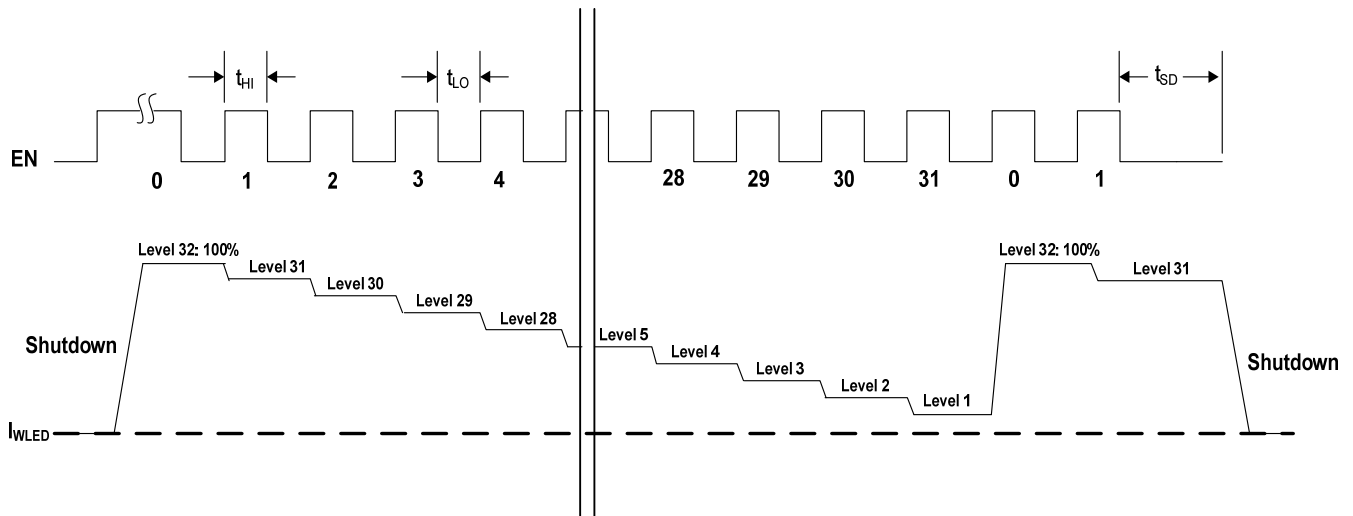 tHI
tLO
tSD
EN
0 1 2 3 4 28 29 30 31 0 1
Level 32: 100%
Level 31
Level 30
Level 29
Level 28
Level 5
Level 4
Level 3
Level 2
Level 1
Level 32: 100%
Level 31
Shutdown
Shutdown
IWLED